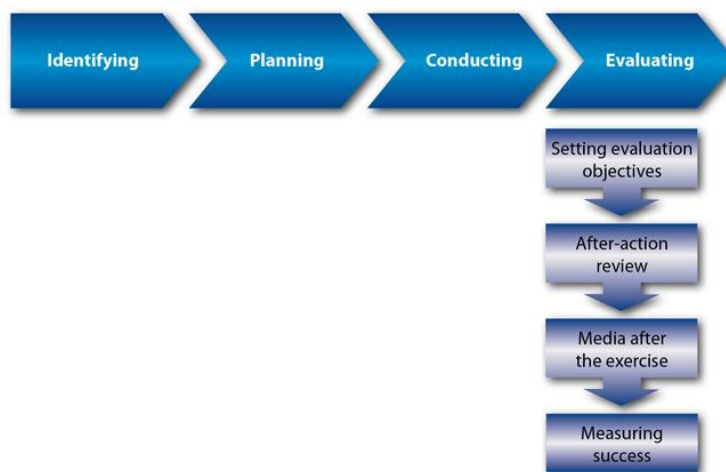 Identifying
Planning
Conducting
Evaluating
Setting evaluation
objectives
After-action
review
Media after
the exercise
Measuring
success